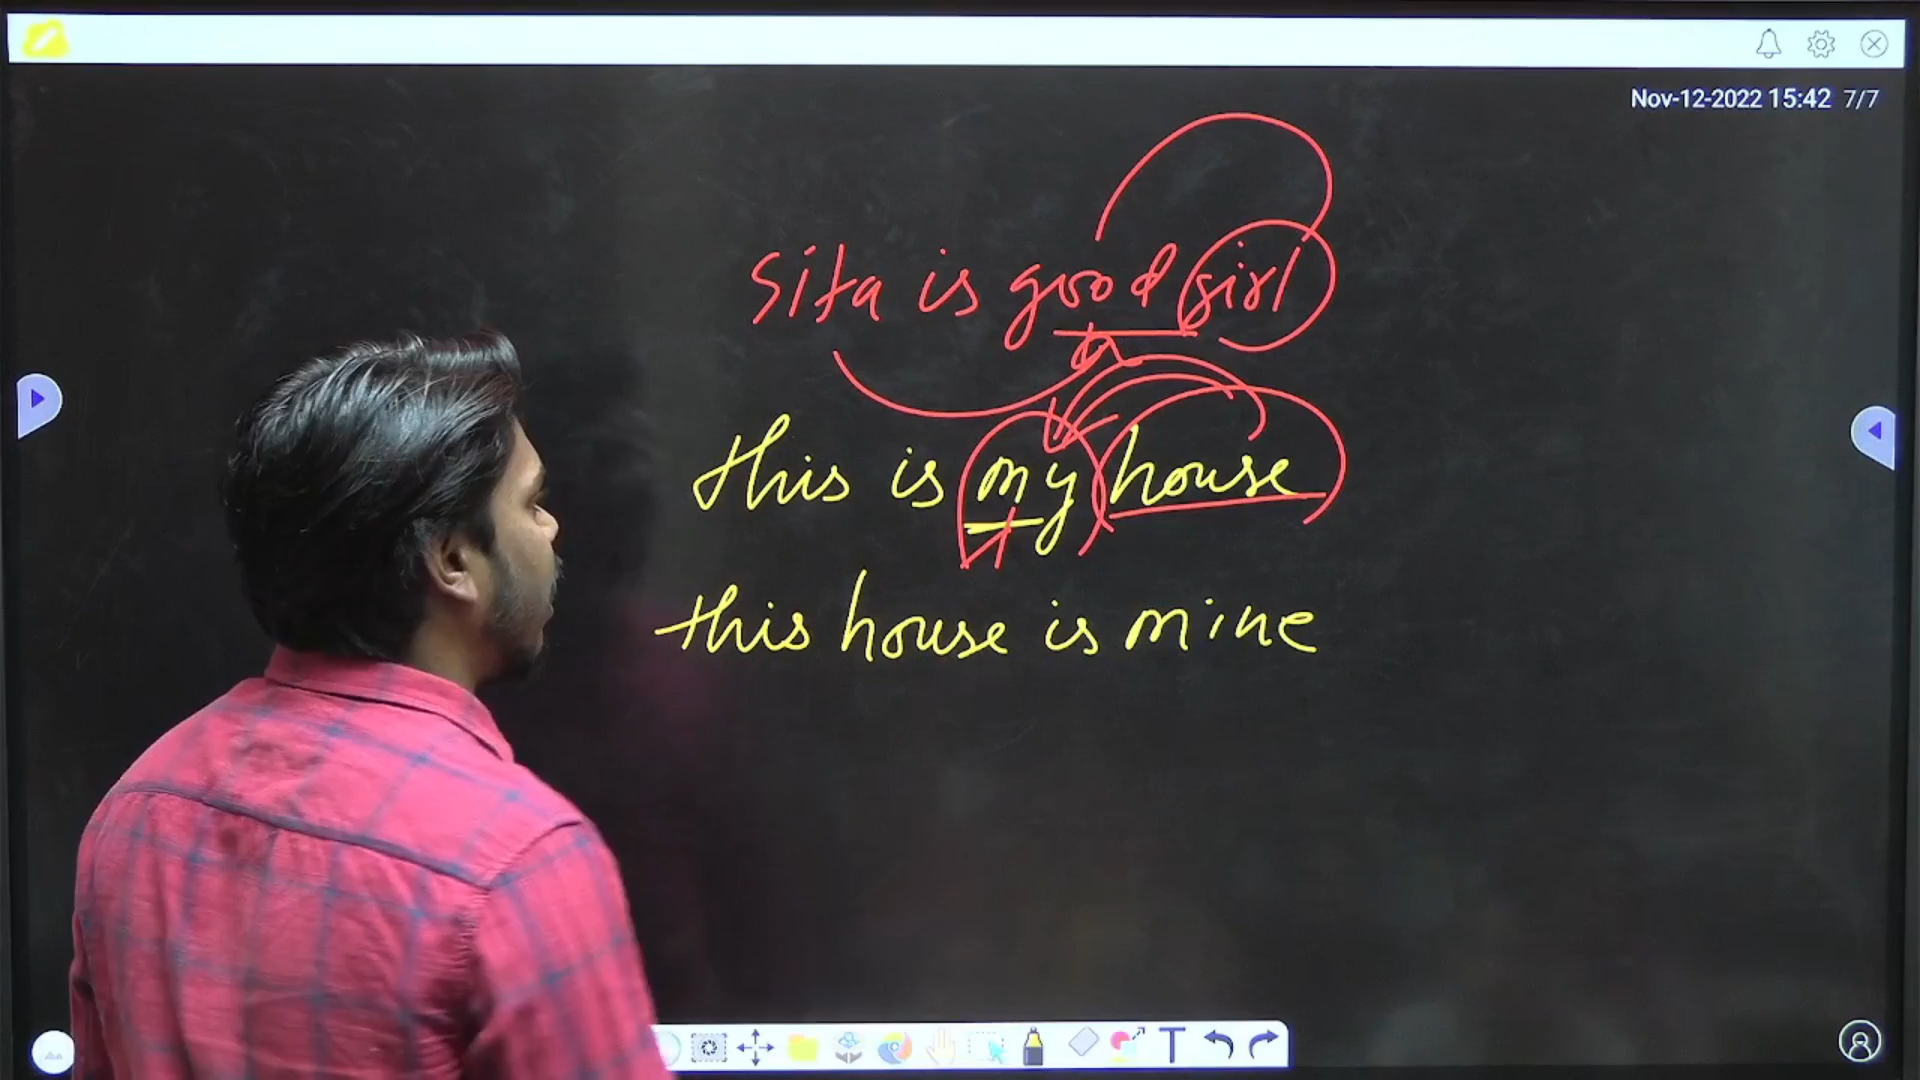 Nov-12-2022 15:42 7/7
Sita is good girl
this is my house
this house is mine
T